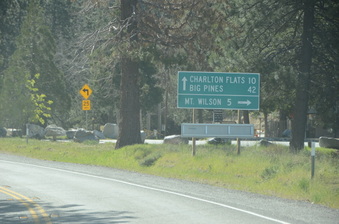 CHARLTON FLATS 10
BIG PINES 42
MT. WILSON 5